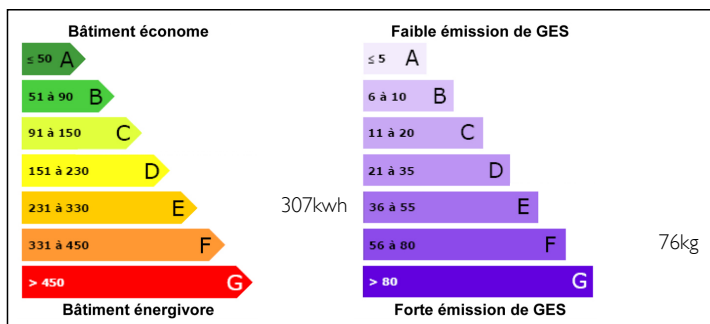 Bâtiment économe
≤ 50 A
51 à 90 B
91 à 150 C
151 à 230 D
231 à 330 E
307kwh
331 à 450 F
> 450 G
Bâtiment énergivore
Faible émission de GES
≤ 5 A
6 à 10 B
11 à 20 C
21 à 35 D
36 à 55 E
56 à 80 F
76kg
> 80 G
Forte émission de GES